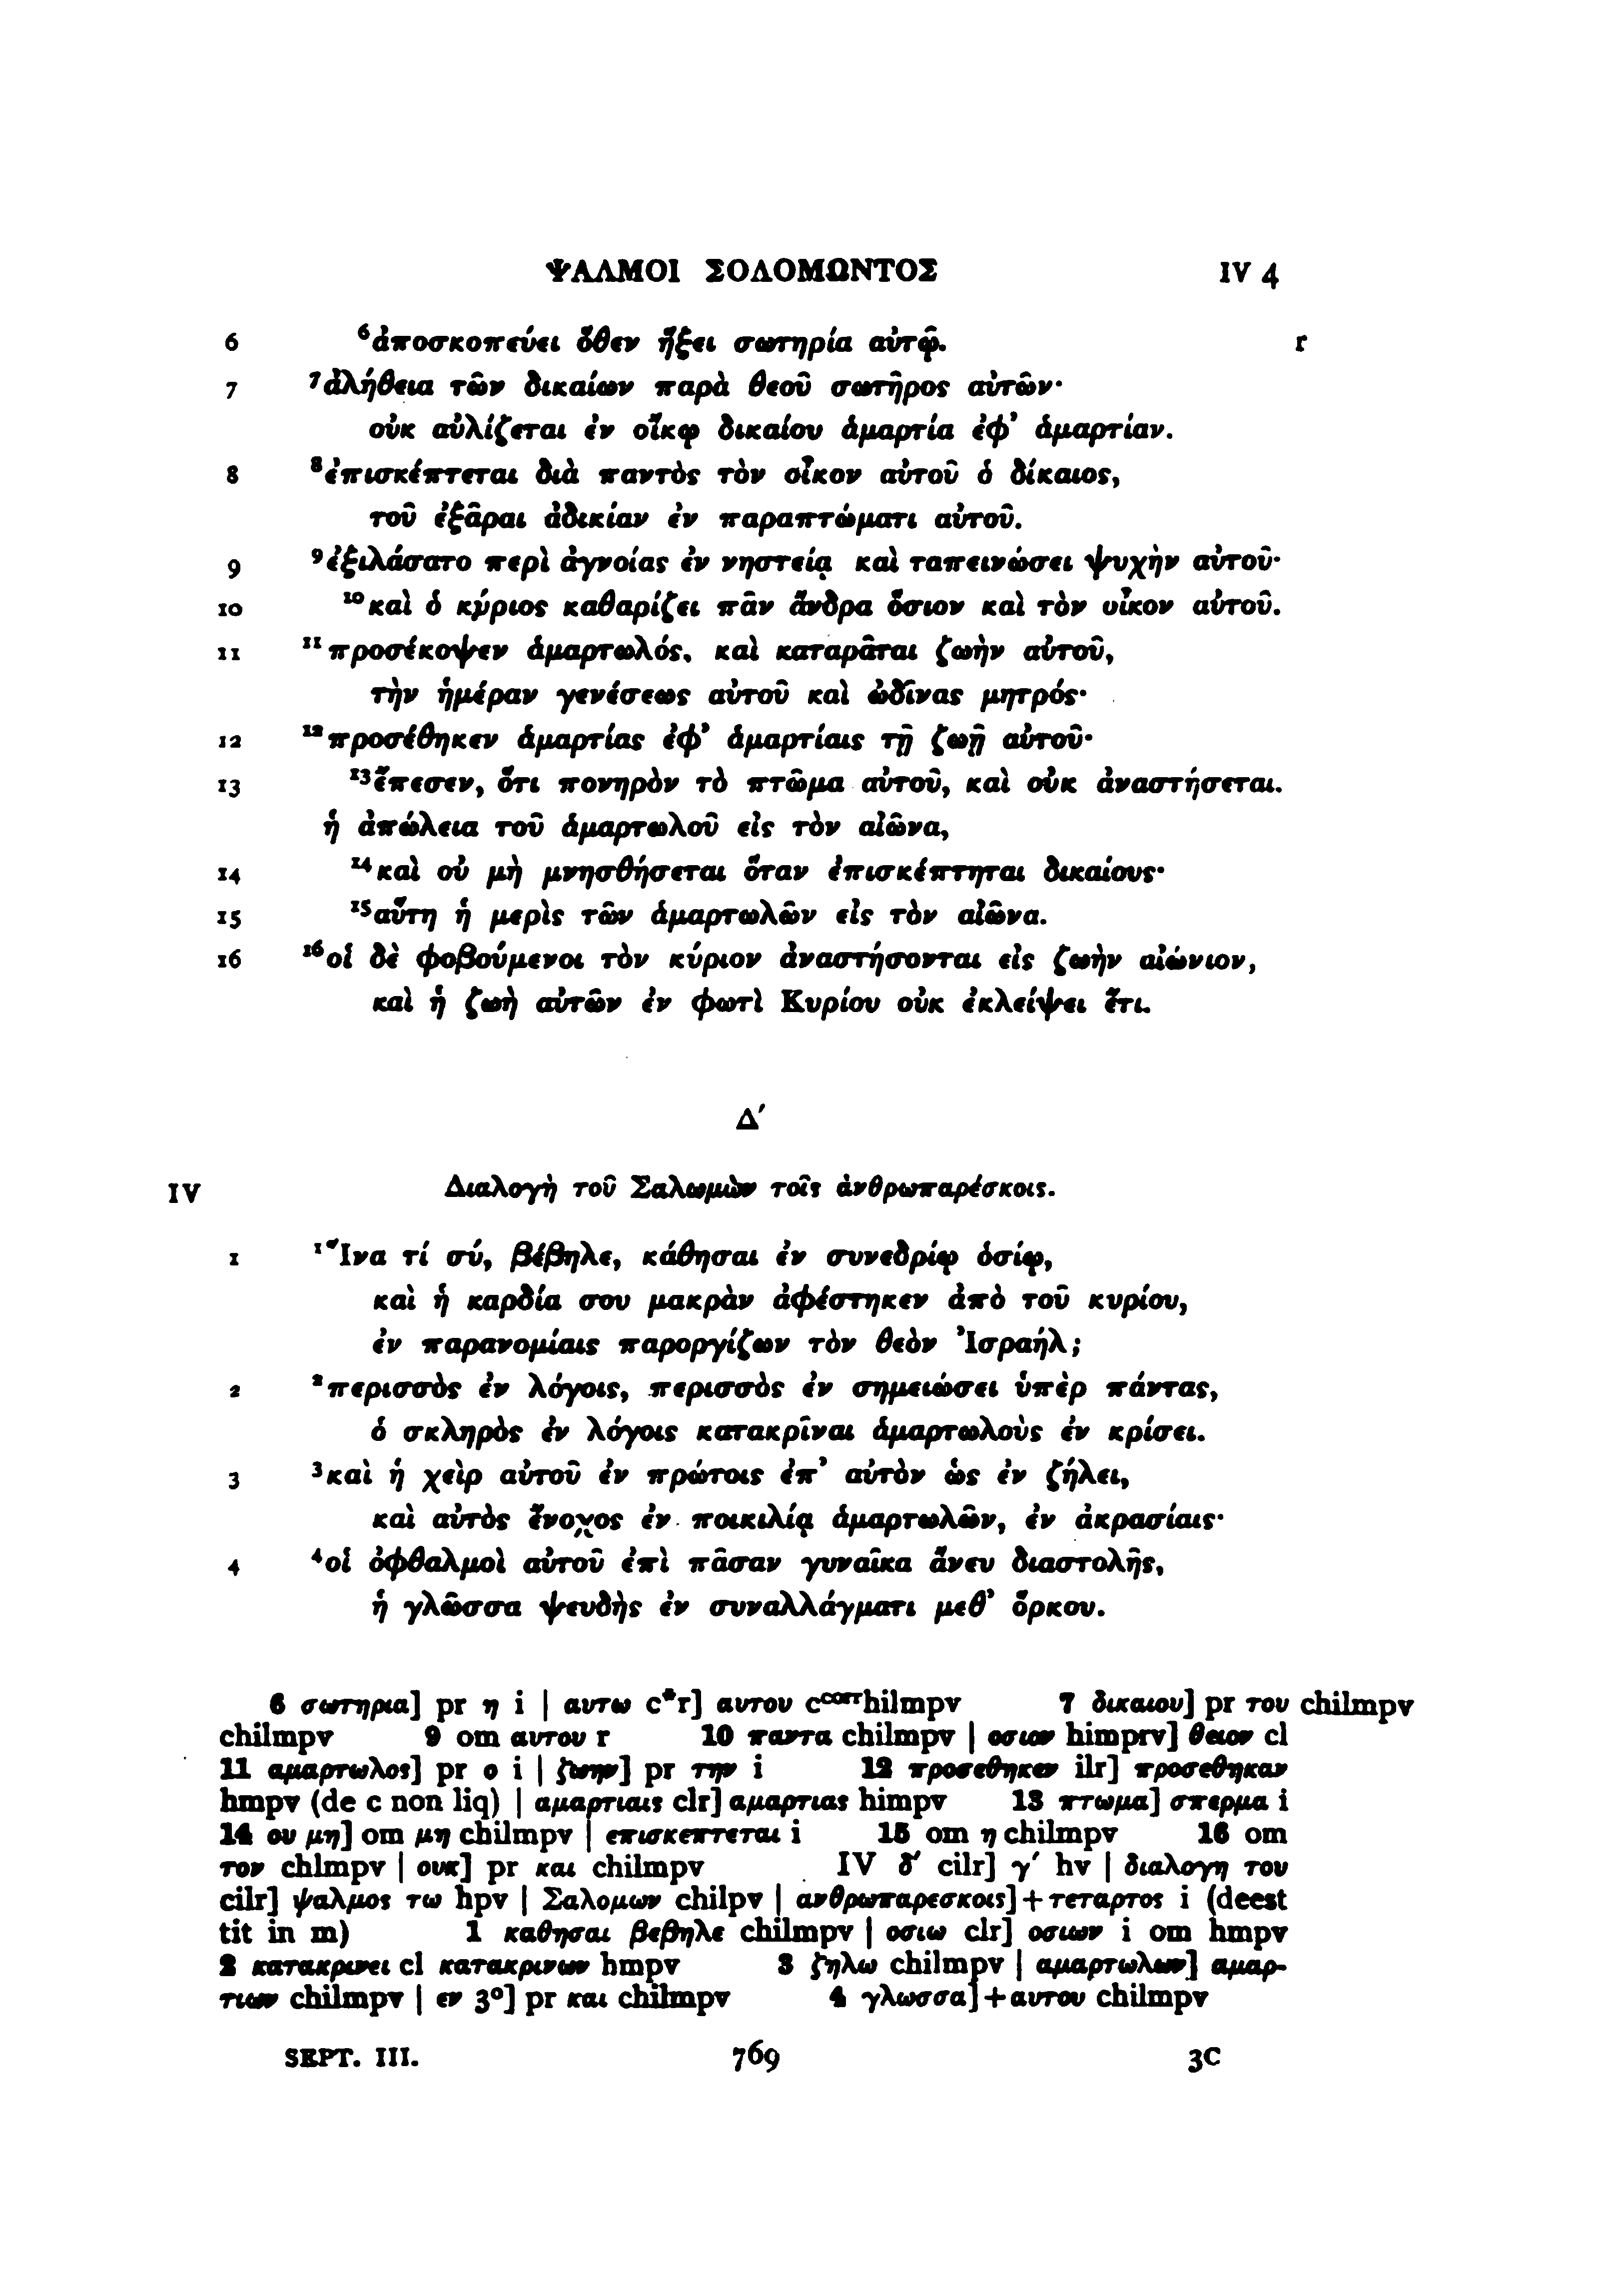 ΨΑΛΜΟΙ ΣΟΛΟΜΩΝΤΟΣ IV 4
6 ⁶ἀποσκοπεύει ὅθεν ἥξει σωτηρία αὐτῷ. r
7 ⁷ἀλήθεια τῶν δικαίων παρὰ θεοῦ σωτῆρος αὐτῶν·
οὐκ αὐλίζεται ἐν οἴκῳ δικαίου ἁμαρτία ἐφ’ ἁμαρτίαν.
8 ⁸ἐπισκέπτεται διὰ παντὸς τὸν οἶκον αὐτοῦ ὁ δίκαιος,
τοῦ ἐξᾶραι ἀδικίαν ἐν παραπτώματι αὐτοῦ.
9 ⁹ἐξιλάσατο περὶ ἀγνοίας ἐν νηστείᾳ καὶ ταπεινώσει ψυχὴν αὐτοῦ·
10 ¹⁰καὶ ὁ κύριος καθαρίζει πᾶν ἄνδρα ὅσιον καὶ τὸν οἶκον αὐτοῦ.
11 ¹¹προσέκοψεν ἁμαρτωλός, καὶ καταρᾶται ζωὴν αὐτοῦ,
τὴν ἡμέραν γενέσεως αὐτοῦ καὶ ὠδῖνας μητρός·
12 ¹²προσέθηκεν ἁμαρτίας ἐφ’ ἁμαρτίαις τῇ ζωῇ αὐτοῦ·
13 ¹³ἔπεσεν, ὅτι πονηρὸν τὸ πτῶμα αὐτοῦ, καὶ οὐκ ἀναστήσεται.
ἡ ἀπώλεια τοῦ ἁμαρτωλοῦ εἰς τὸν αἰῶνα,
14 ¹⁴καὶ οὐ μὴ μνησθήσεται ὅταν ἐπισκέπτηται δικαίους·
15 ¹⁵αὕτη ἡ μερὶς τῶν ἁμαρτωλῶν εἰς τὸν αἰῶνα.
16 ¹⁶οἱ δὲ φοβούμενοι τὸν κύριον ἀναστήσονται εἰς ζωὴν αἰώνιον,
καὶ ἡ ζωὴ αὐτῶν ἐν φωτὶ Κυρίου οὐκ ἐκλείψει ἔτι.
Δ′
IV Διαλογὴ τοῦ Σαλωμὼν τοῖς ἀνθρωπαρέσκοις.
1 ¹Ἵνα τί σύ, βέβηλε, κάθησαι ἐν συνεδρίῳ ὁσίῳ,
καὶ ἡ καρδία σου μακρὰν ἀφέστηκεν ἀπὸ τοῦ κυρίου,
ἐν παρανομίαις παροργίζων τὸν θεὸν Ἰσραήλ;
2 ²περισσὸς ἐν λόγοις, περισσὸς ἐν σημειώσει ὑπὲρ πάντας,
ὁ σκληρὸς ἐν λόγοις κατακρῖναι ἁμαρτωλοὺς ἐν κρίσει.
3 ³καὶ ἡ χεὶρ αὐτοῦ ἐν πρώτοις ἐπ’ αὐτὸν ὡς ἐν ζήλει,
καὶ αὐτὸς ἔνοχος ἐν ποικιλίᾳ ἁμαρτωλῶν, ἐν ἀκρασίαις·
4 ⁴οἱ ὀφθαλμοὶ αὐτοῦ ἐπὶ πᾶσαν γυναῖκα ἄνευ διαστολῆς,
ἡ γλῶσσα ψευδὴς ἐν συναλλάγματι μεθ’ ὅρκου.
6 σωτηρια] pr η i | αυτω c*r] αυτου cᶜᵒʳʳhilmpv 7 δικαιου] pr του chilmpv
chilmpv 9 om αυτου r 10 παντα chilmpv | οσιον himprv] θειον cl
11 αμαρτωλος] pr ο i | ζωην] pr την i 12 προσεθηκεν ilr] προσεθηκαν
hmpv (de c non liq) | αμαρτιαις clr] αμαρτιας himpv 13 πτωμα] σπερμα i
14 ου μη] om μη chilmpv | επισκεπτεται i 15 om η chilmpv 16 om
τον chlmpv | ουκ] pr και chilmpv IV δ′ cilr] γ′ hv | διαλογη του
cilr] ψαλμος τω hpv | Σαλομων chilpv | ανθρωπαρεσκοις]+τεταρτος i (deest
tit in m) 1 καθησαι βεβηλε chilmpv | οσιω clr] οσιων i om hmpv
2 κατακρινει cl κατακρινων hmpv 3 ζηλω chilmpv | αμαρτωλων] αμαρ-
τιων chilmpv | εν 3°] pr και chilmpv 4 γλωσσα]+αυτου chilmpv
SEPT. III. 769 3C